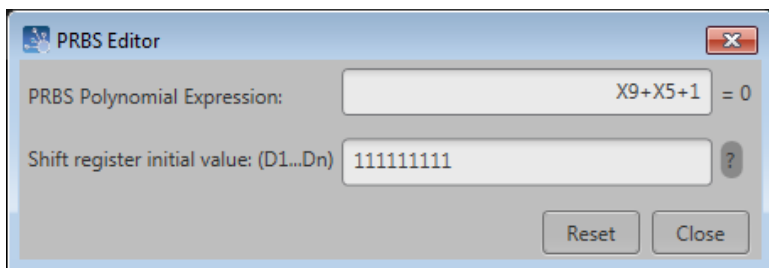 PRBS Editor
PRBS Polynomial Expression: X9+X5+1 = 0
Shift register initial value: (D1...Dn) 111111111 ?
Reset Close